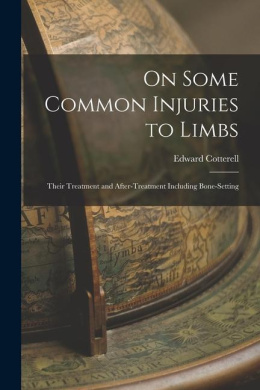 On Some
Common Injuries
to Limbs
Edward Cotterell
Their Treatment and After-Treatment Including Bone-Setting